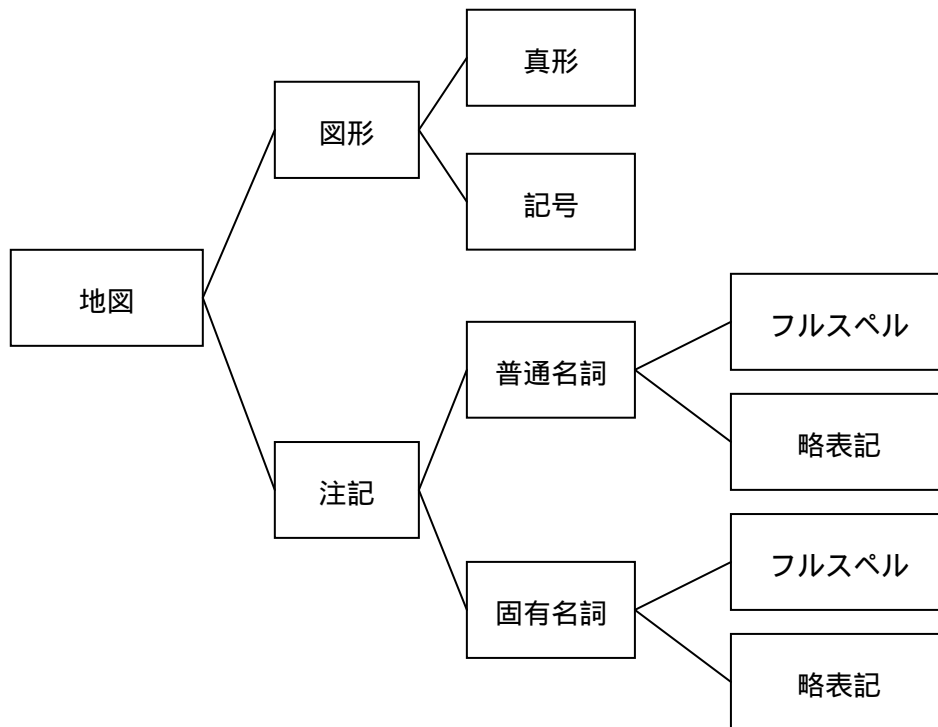 真形
図形
記号
地図
フルスペル
普通名詞
略表記
注記
フルスペル
固有名詞
略表記